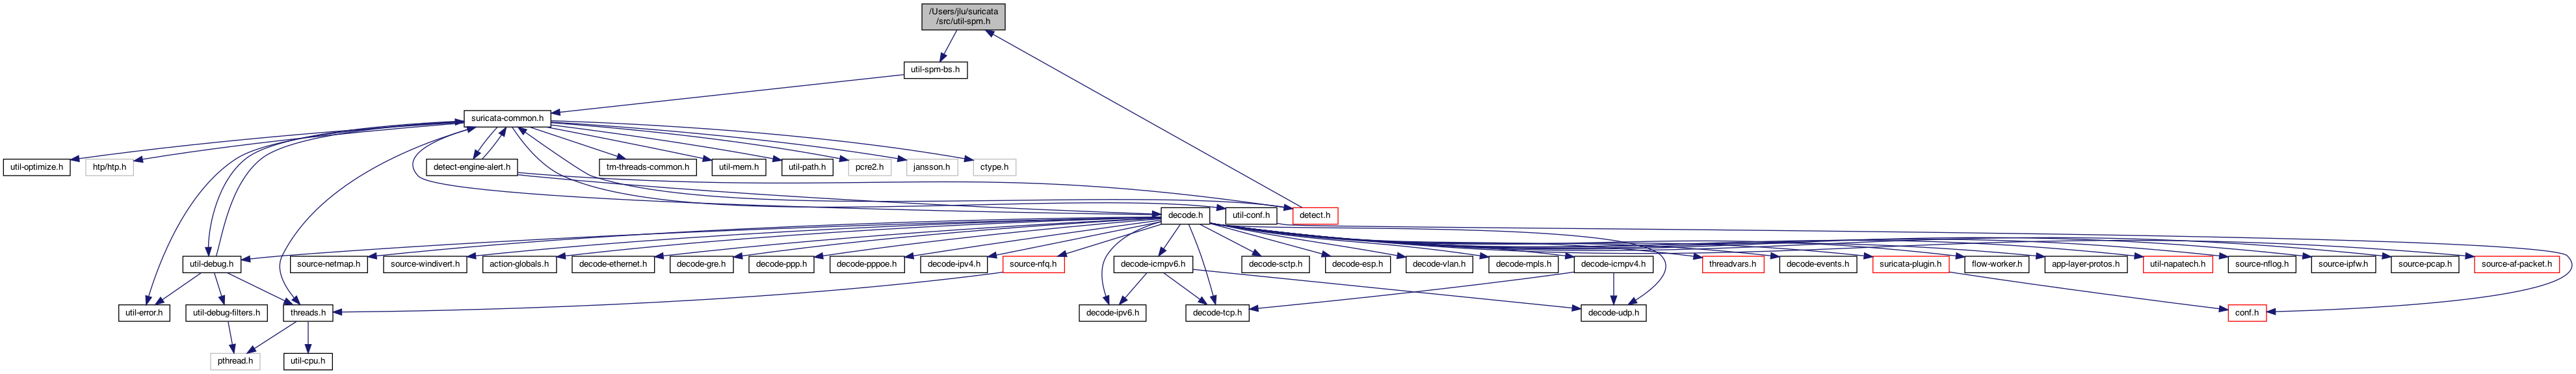 /Users/jlu/suricata
/src/util-spm.h
util-spm-bs.h
suricata-common.h
util-optimize.h
htp/htp.h
detect-engine-alert.h
tm-threads-common.h
util-mem.h
util-path.h
pcre2.h
jansson.h
ctype.h
decode.h
util-conf.h
detect.h
util-debug.h
source-netmap.h
source-windivert.h
action-globals.h
decode-ethernet.h
decode-gre.h
decode-ppp.h
decode-pppoe.h
decode-ipv4.h
source-nfq.h
decode-icmpv6.h
decode-sctp.h
decode-esp.h
decode-vlan.h
decode-mpls.h
decode-icmpv4.h
threadvars.h
decode-events.h
suricata-plugin.h
flow-worker.h
app-layer-protos.h
util-napatech.h
source-nflog.h
source-ipfw.h
source-pcap.h
source-af-packet.h
util-error.h
util-debug-filters.h
threads.h
decode-ipv6.h
decode-tcp.h
decode-udp.h
conf.h
pthread.h
util-cpu.h